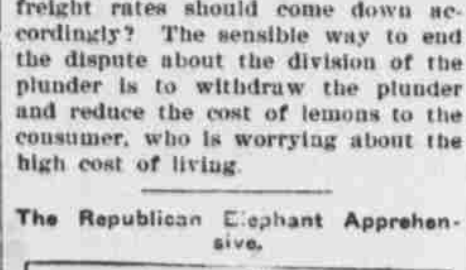 freight rates should come down ac-
cordingly? The sensible way to end
the dispute about the division of the
plunder is to withdraw the plunder
and reduce the cost of lemons to the
consumer, who is worrying about the
high cost of living.
The Republican Elephant Apprehen-
sive.